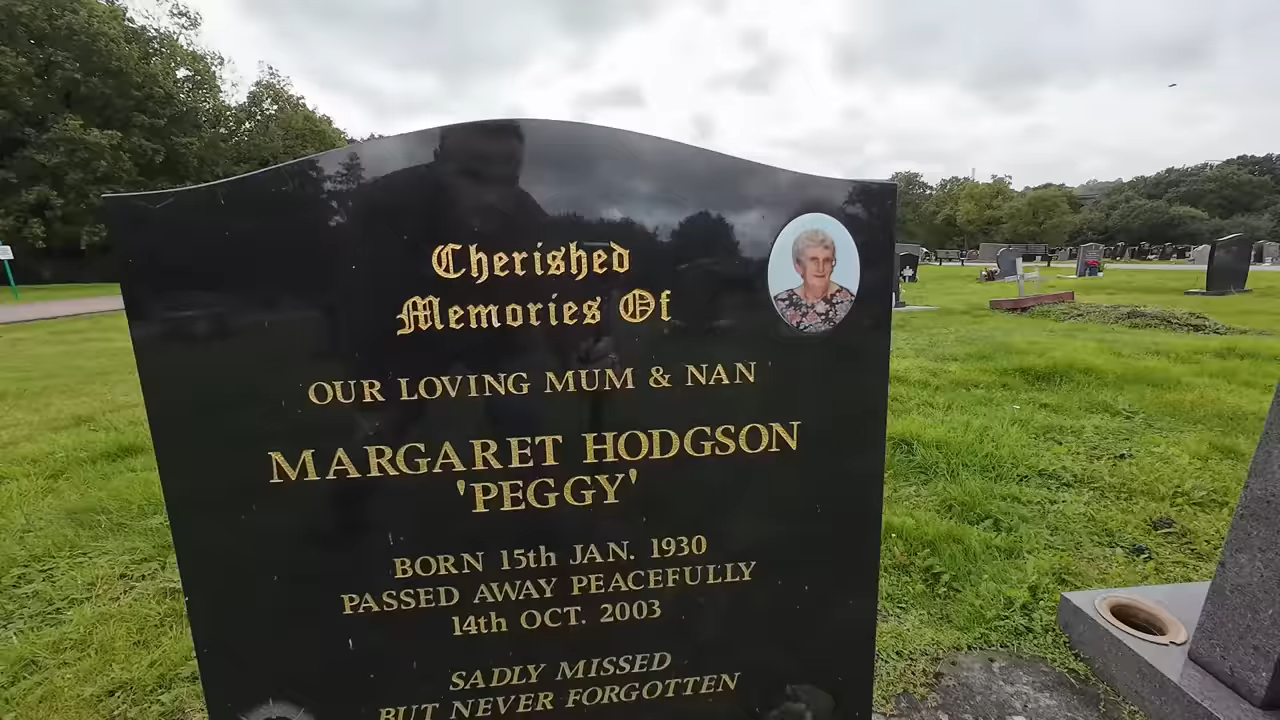 Cherished
Memories Of
OUR LOVING MUM & NAN
MARGARET HODGSON
'PEGGY'
BORN 15th JAN. 1930
PASSED AWAY PEACEFULLY
14th OCT. 2003
SADLY MISSED
BUT NEVER FORGOTTEN